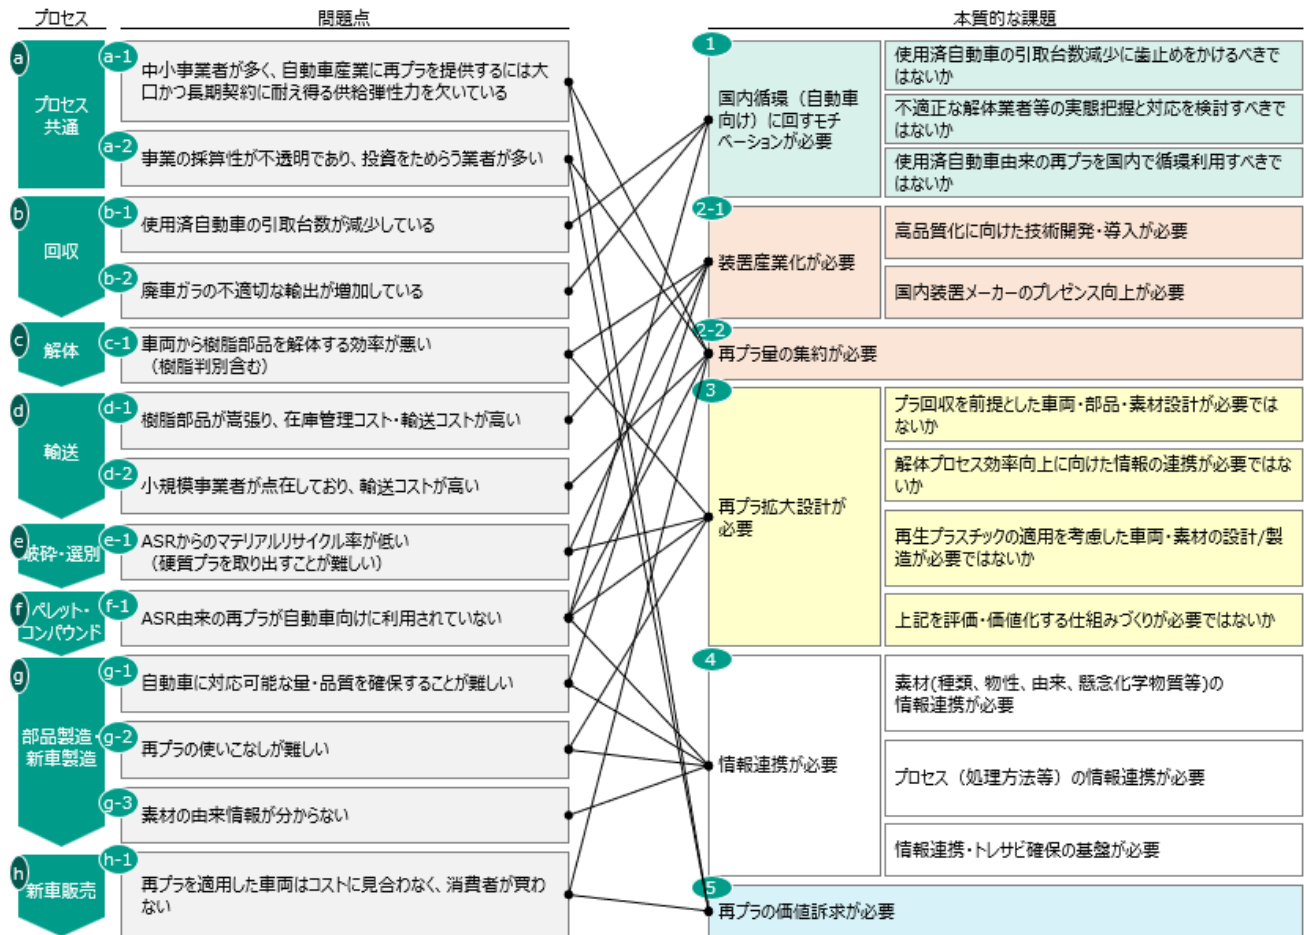 プロセス
問題点
本質的な課題
a
プロセス
共通
a-1
中小事業者が多く、自動車産業に再プラを提供するには大
口かつ長期契約に耐え得る供給弾性力を欠いている
a-2
事業の採算性が不透明であり、投資をためらう業者が多い
b
回収
b-1
使用済自動車の引取台数が減少している
b-2
廃車ガラの不適切な輸出が増加している
c
解体
c-1
車両から樹脂部品を解体する効率が悪い
（樹脂判別含む）
d
輸送
d-1
樹脂部品が嵩張り、在庫管理コスト・輸送コストが高い
d-2
小規模事業者が点在しており、輸送コストが高い
e
破砕・選別
e-1
ASRからのマテリアルリサイクル率が低い
（硬質プラを取り出すことが難しい）
f
ペレット・
コンパウンド
f-1
ASR由来の再プラが自動車向けに利用されていない
g
部品製造・
新車製造
g-1
自動車に対応可能な量・品質を確保することが難しい
g-2
再プラの使いこなしが難しい
g-3
素材の由来情報が分からない
h
新車販売
h-1
再プラを適用した車両はコストに見合わなく、消費者が買わ
ない
1
国内循環（自動車
向け）に回すモチ
ベーションが必要
使用済自動車の引取台数減少に歯止めをかけるべきで
はないか
不適正な解体業者等の実態把握と対応を検討すべきで
はないか
使用済自動車由来の再プラを国内で循環利用すべきで
はないか
2-1
装置産業化が必要
高品質化に向けた技術開発・導入が必要
国内装置メーカーのプレゼンス向上が必要
2-2
再プラ量の集約が必要
3
再プラ拡大設計が
必要
プラ回収を前提とした車両・部品・素材設計が必要では
ないか
解体プロセス効率向上に向けた情報の連携が必要ではな
いか
再生プラスチックの適用を考慮した車両・素材の設計/製
造が必要ではないか
上記を評価・価値化する仕組みづくりが必要ではないか
4
情報連携が必要
素材(種類、物性、由来、懸念化学物質等)の
情報連携が必要
プロセス（処理方法等）の情報連携が必要
情報連携・トレサビ確保の基盤が必要
5
再プラの価値訴求が必要